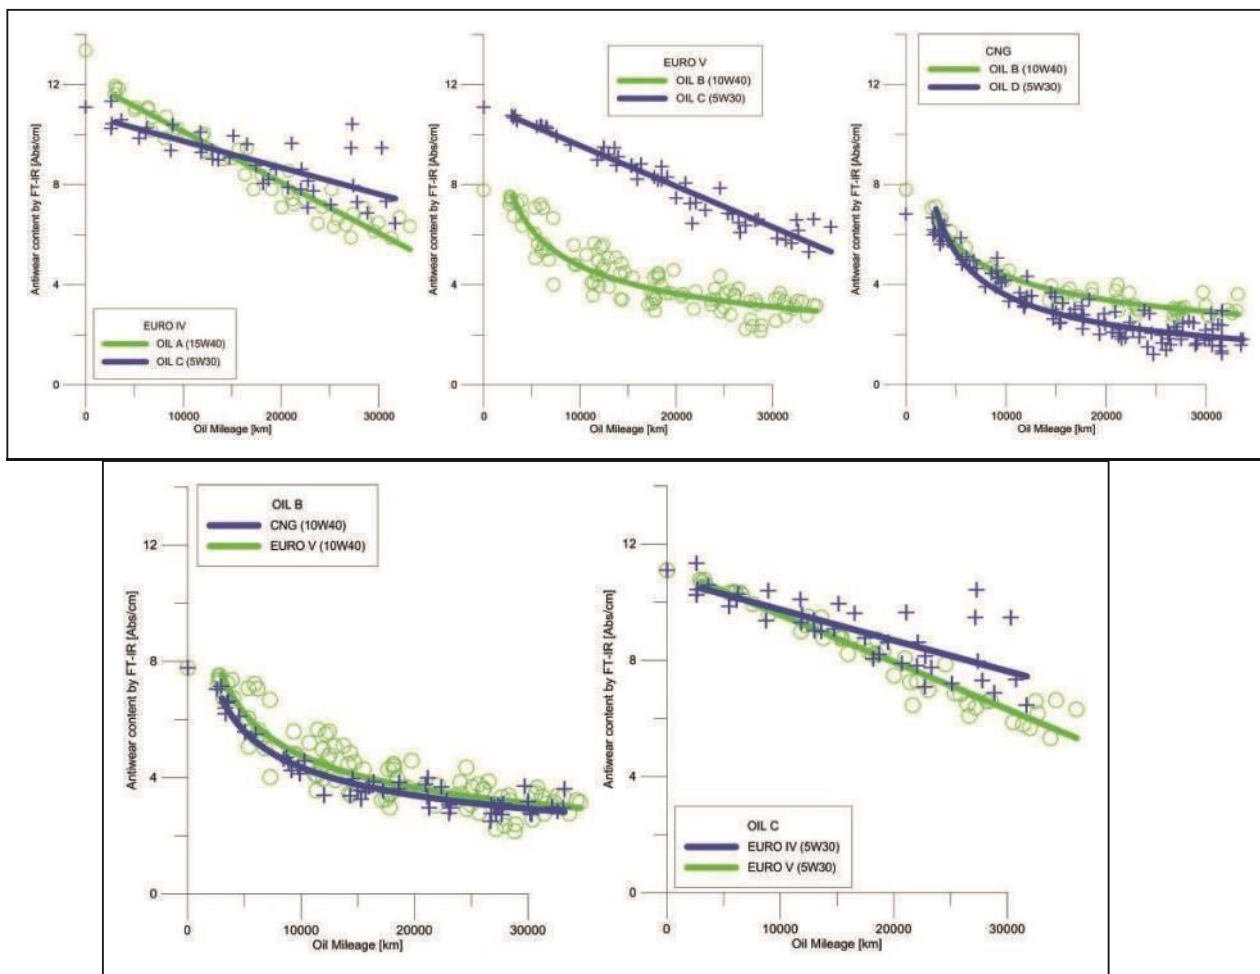 EURO IV
OIL A (15W40)
OIL C (5W30)
Antiwear content by FT-IR [Abs/cm]
12
8
4
0
0
10000
20000
30000
Oil Mileage [km]
EURO V
OIL B (10W40)
OIL C (5W30)
Antiwear content by FT-IR [Abs/cm]
12
8
4
0
0
10000
20000
30000
Oil Mileage [km]
CNG
OIL B (10W40)
OIL D (5W30)
Antiwear content by FT-IR [Abs/cm]
12
8
4
0
0
10000
20000
30000
Oil Mileage [km]
OIL B
CNG (10W40)
EURO V (10W40)
Antiwear content by FT-IR [Abs/cm]
12
8
4
0
0
10000
20000
30000
Oil Mileage [km]
OIL C
EURO IV (5W30)
EURO V (5W30)
Antiwear content by FT-IR [Abs/cm]
12
8
4
0
0
10000
20000
30000
Oil Mileage [km]